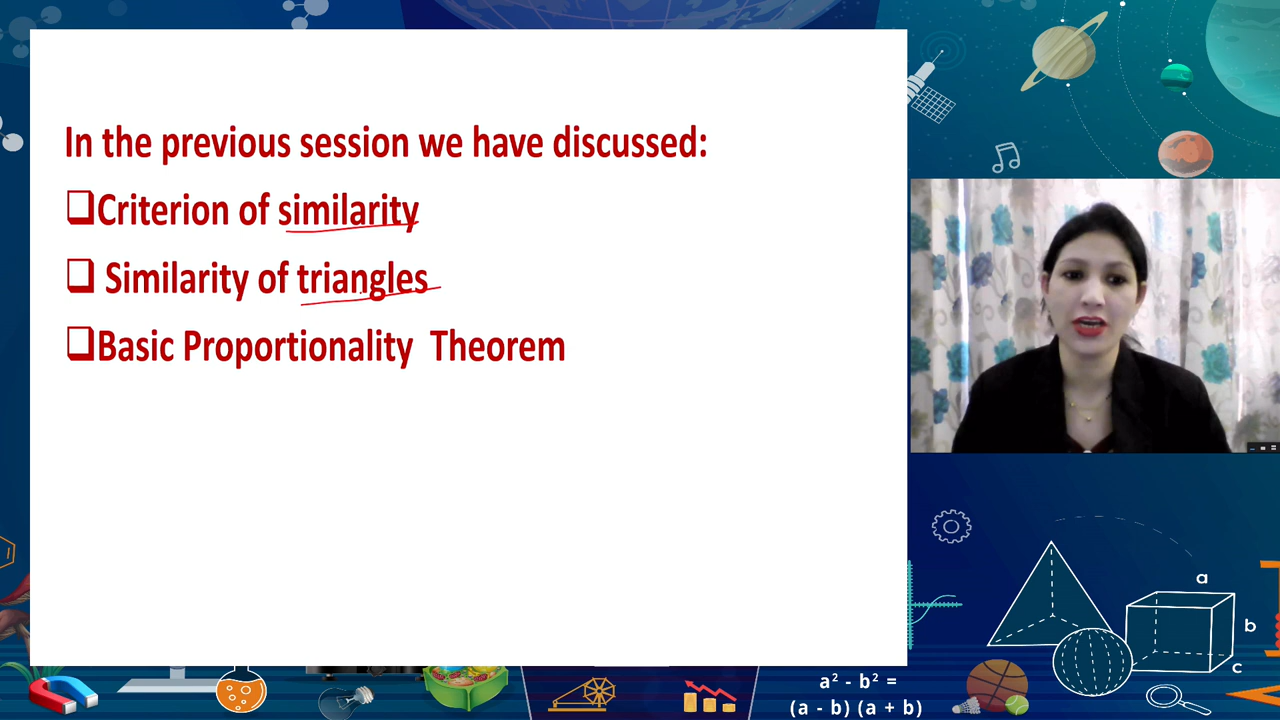 In the previous session we have discussed:
❑Criterion of similarity
❑ Similarity of triangles
❑Basic Proportionality Theorem
a
b
c
a² - b² =
(a - b) (a + b)